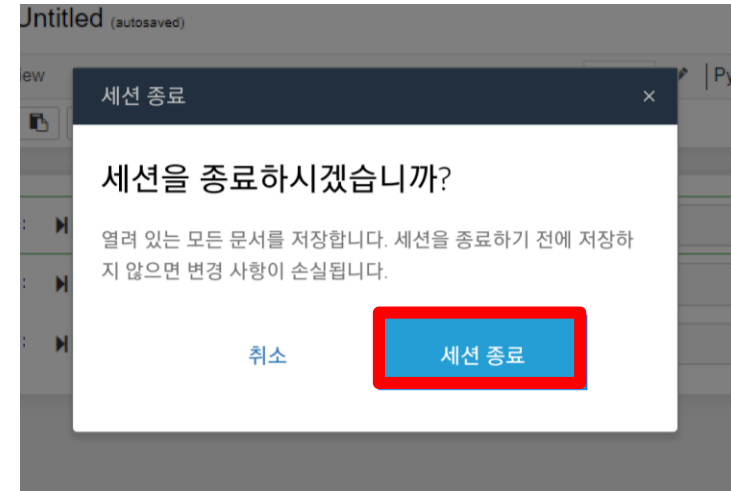 Untitled (autosaved)
iew
Py
세션 종료
세션을 종료하시겠습니까?
열려 있는 모든 문서를 저장합니다. 세션을 종료하기 전에 저장하
지 않으면 변경 사항이 손실됩니다.
취소 세션 종료